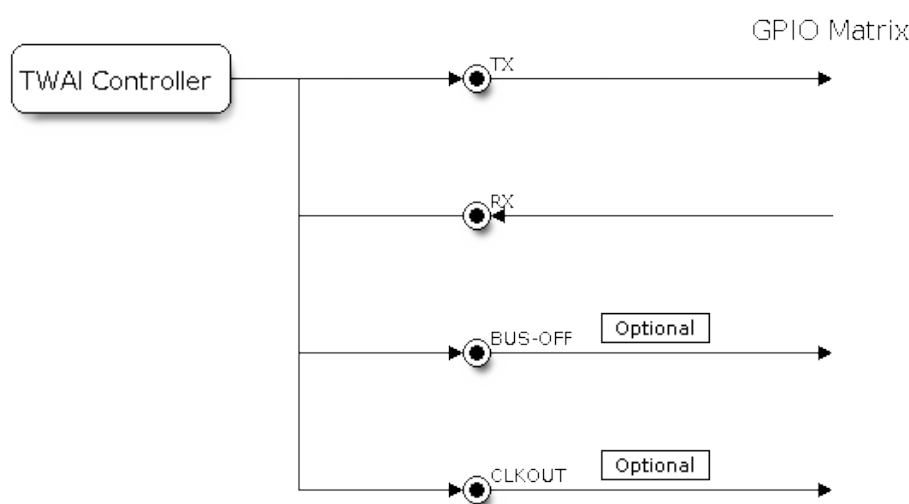 GPIO Matrix
TWAI Controller
TX
RX
BUS-OFF
Optional
CLKOUT
Optional